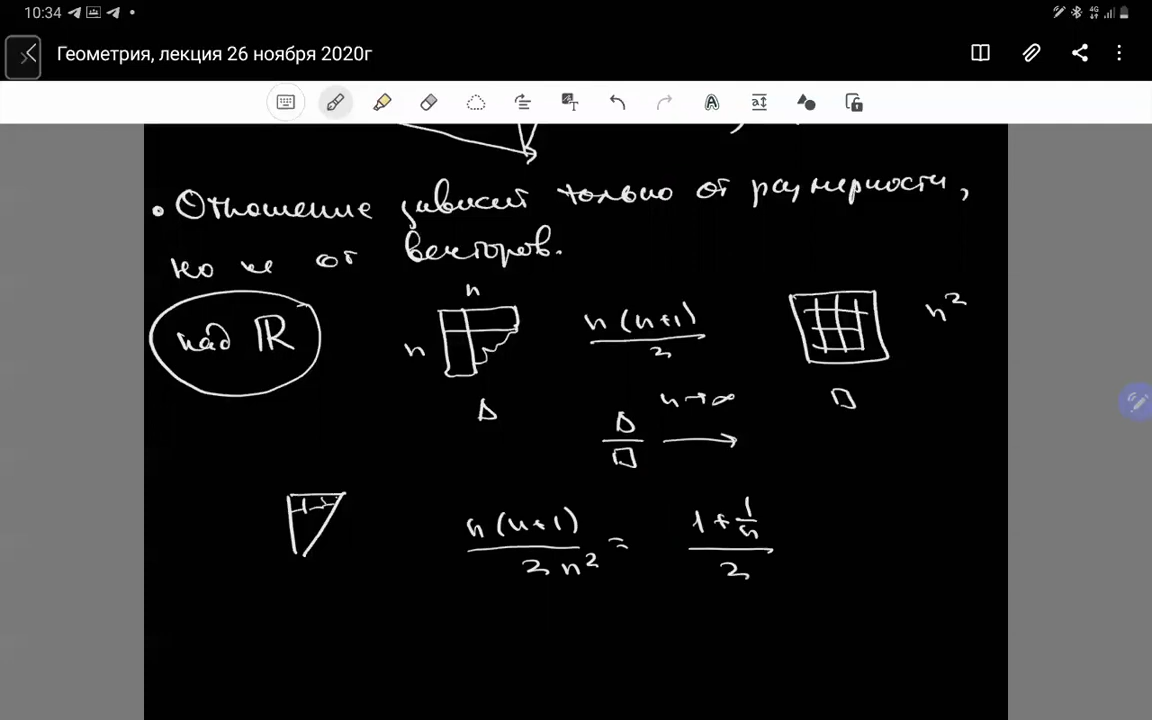 10:34
4G
Геометрия, лекция 26 ноября 2020г
• Отношение зависит только от размерности,
но не от векторов.
над ℝ
n
n
n(n+1)/2
n²
Δ
□
Δ/□ → n→∞
n(n+1)/2n² = (1+1/n)/2